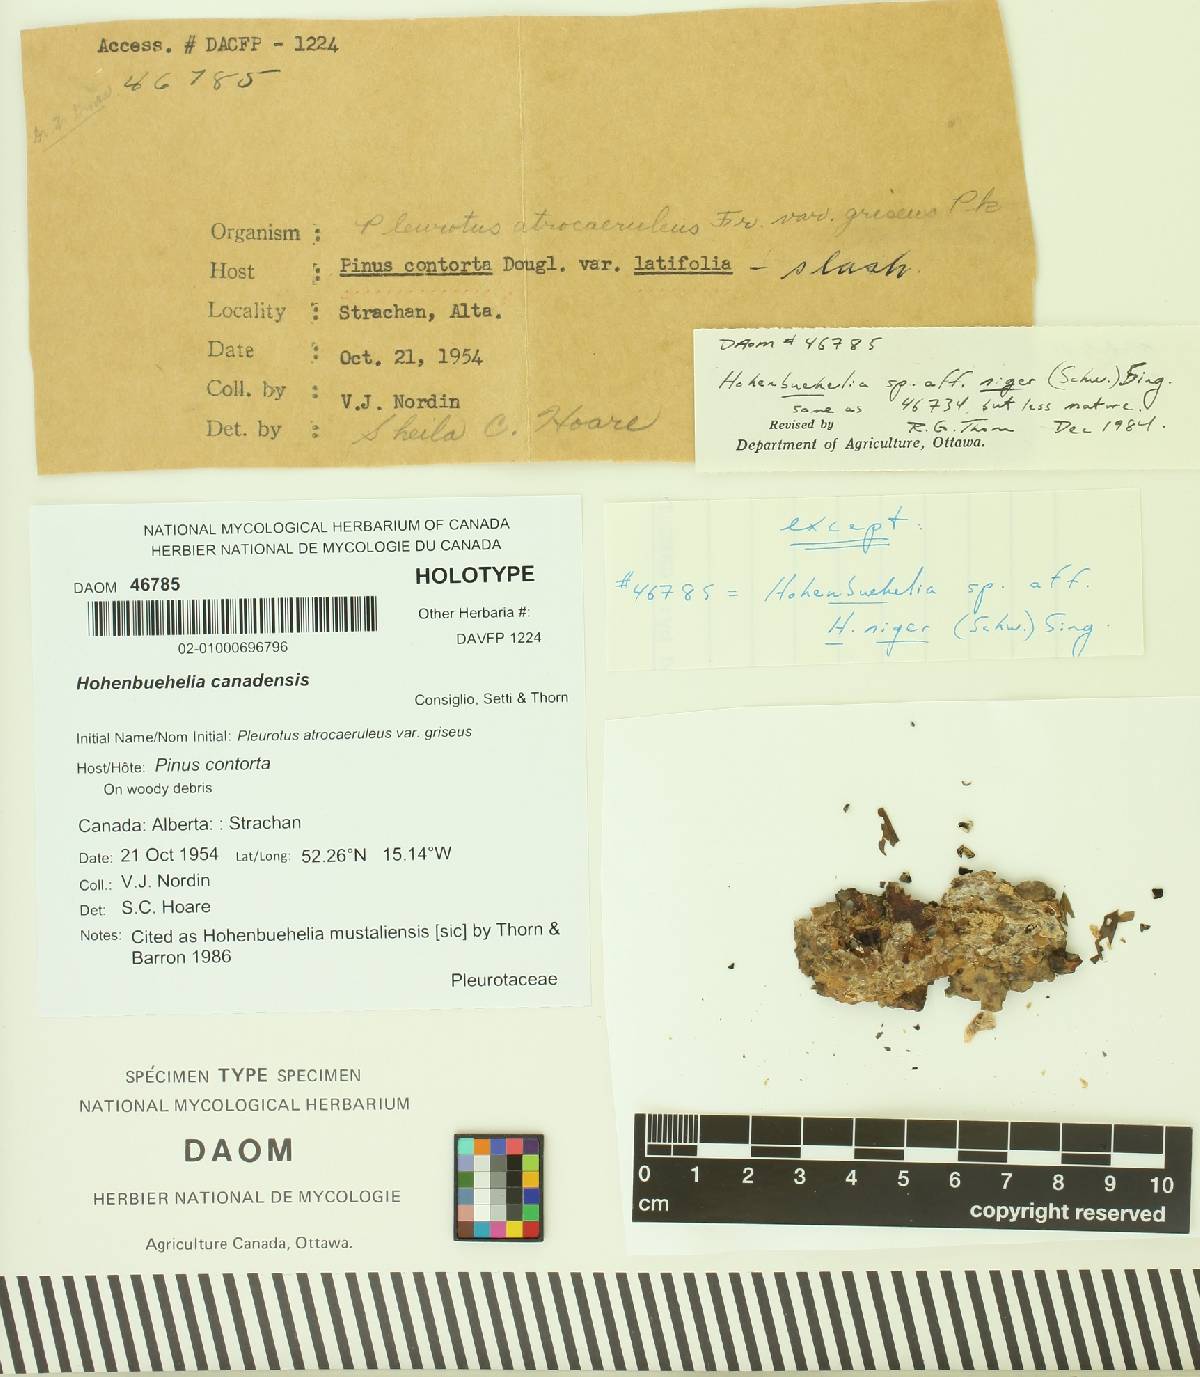 Access. # DACFP - 1224
46785
Organism : Pleurotus atrocaeruleus Fr. var. griseus Pk
Host : Pinus contorta Dougl. var. latifolia - slash.
Locality : Strachan, Alta.
Date : Oct. 21, 1954
Coll. by : V.J. Nordin
Det. by : Sheila C. Hoare
DAOM # 46785
Hohenbuehelia sp. aff. niger (Schw.) Sing.
same as 46734 but less mature.
Revised by R.G. Thorn Dec 1984.
Department of Agriculture, Ottawa.
except:
#46785 = Hohenbuehelia sp. aff.
H. niger (Schw.) Sing.
NATIONAL MYCOLOGICAL HERBARIUM OF CANADA
HERBIER NATIONAL DE MYCOLOGIE DU CANADA
DAOM 46785
HOLOTYPE
Other Herbaria #:
DAVFP 1224
02-01000696796
Hohenbuehelia canadensis
Consiglio, Setti & Thorn
Initial Name/Nom Initial: Pleurotus atrocaeruleus var. griseus
Host/Hôte: Pinus contorta
On woody debris
Canada: Alberta: : Strachan
Date: 21 Oct 1954 Lat/Long: 52.26°N 15.14°W
Coll.: V.J. Nordin
Det: S.C. Hoare
Notes: Cited as Hohenbuehelia mustaliensis [sic] by Thorn &
Barron 1986
Pleurotaceae
SPÉCIMEN TYPE SPECIMEN
NATIONAL MYCOLOGICAL HERBARIUM
DAOM
HERBIER NATIONAL DE MYCOLOGIE
Agriculture Canada, Ottawa.
0 1 2 3 4 5 6 7 8 9 10
cm
copyright reserved